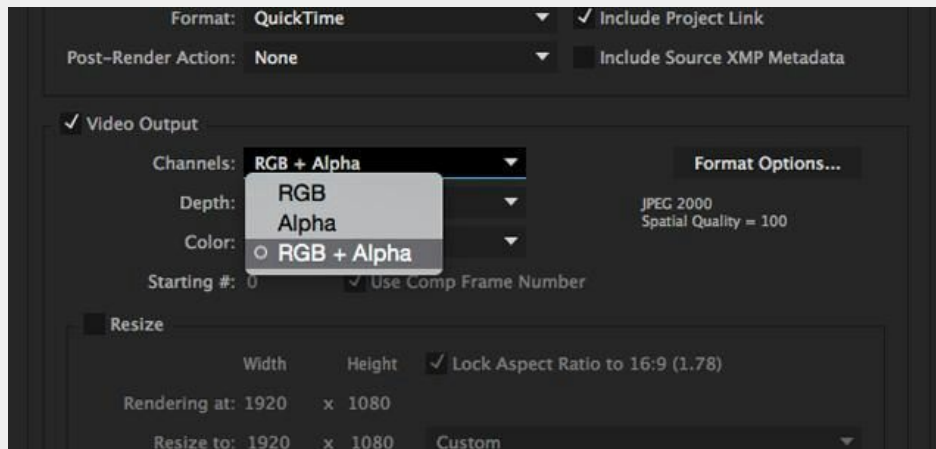 Format: QuickTime ✓ Include Project Link
Post-Render Action: None Include Source XMP Metadata
✓ Video Output
Channels: RGB + Alpha Format Options...
RGB
Depth: JPEG 2000
Alpha Spatial Quality = 100
Color: RGB + Alpha
Starting #: 0 ✓ Use Comp Frame Number
Resize
Width Height ✓ Lock Aspect Ratio to 16:9 (1.78)
Rendering at: 1920 x 1080
Resize to: 1920 x 1080 Custom